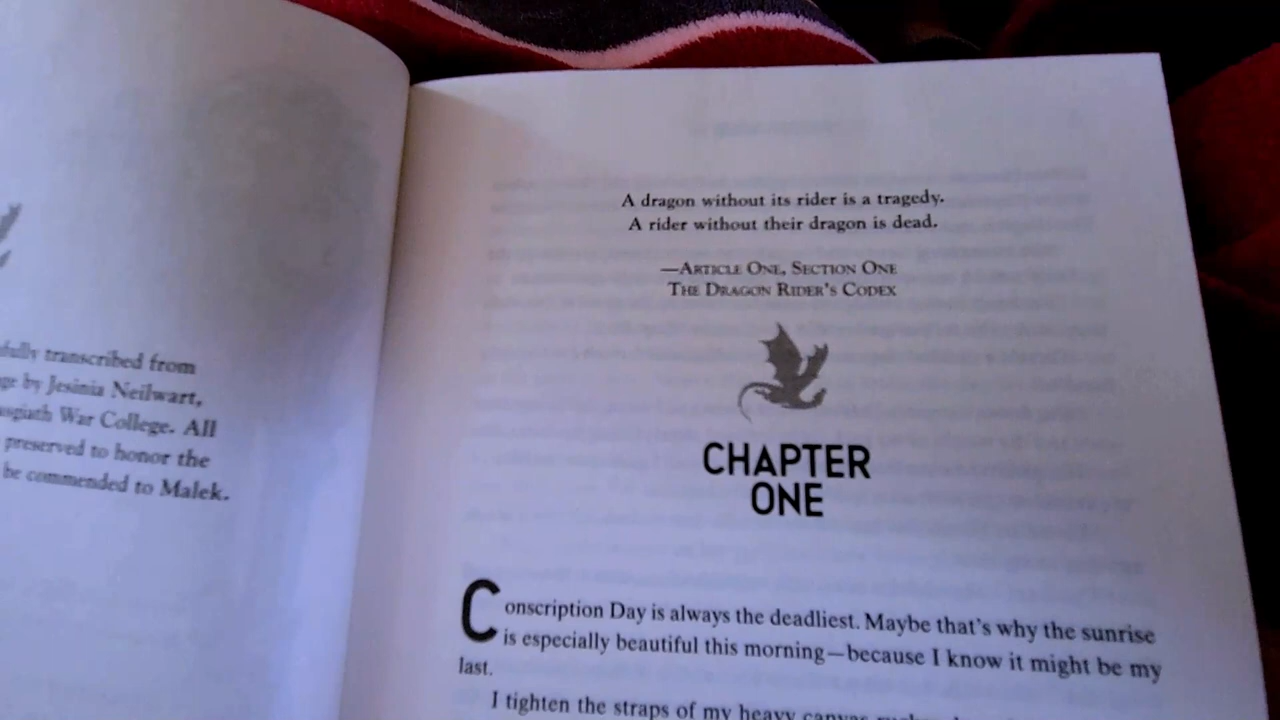 transcribed from
by Jesinia Neilwart,
War College. All
preserved to honor the
be commended to Malek.
A dragon without its rider is a tragedy.
A rider without their dragon is dead.
—ARTICLE ONE, SECTION ONE
THE DRAGON RIDER'S CODEX
CHAPTER
ONE
Conscription Day is always the deadliest. Maybe that's why the sunrise
is especially beautiful this morning—because I know it might be my
last.
I tighten the straps of my heavy canvas